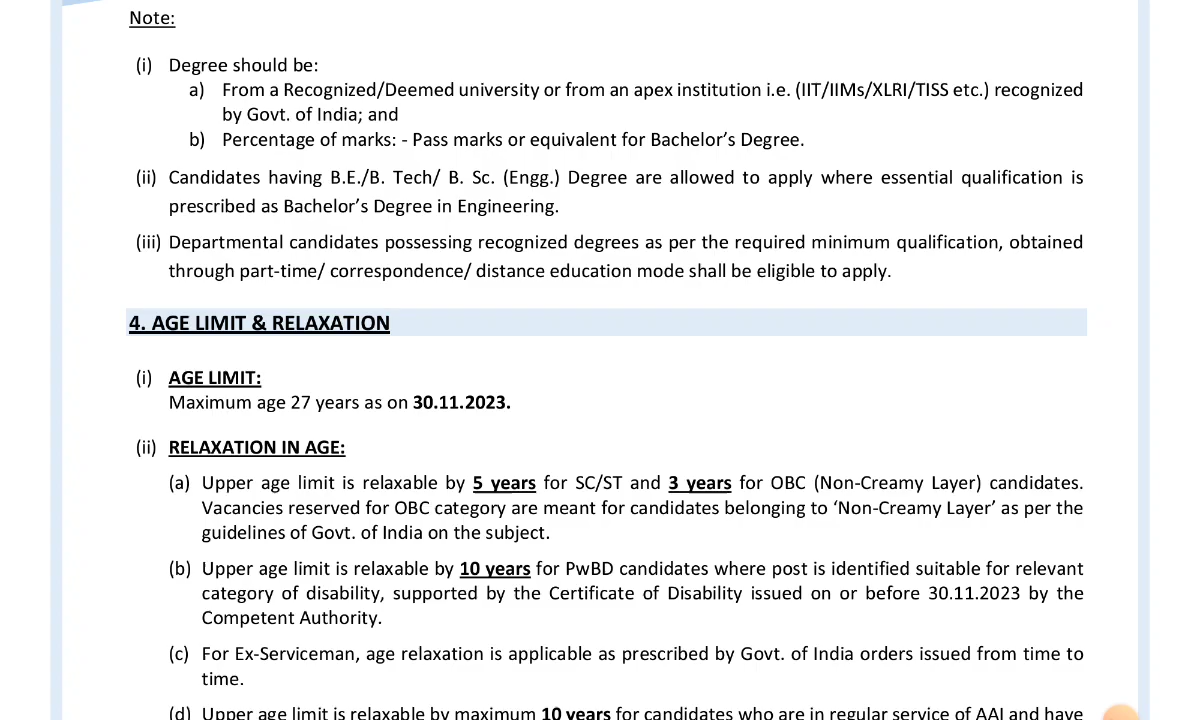 Note:
(i) Degree should be:
a) From a Recognized/Deemed university or from an apex institution i.e. (IIT/IIMs/XLRI/TISS etc.) recognized
by Govt. of India; and
b) Percentage of marks: - Pass marks or equivalent for Bachelor’s Degree.
(ii) Candidates having B.E./B. Tech/ B. Sc. (Engg.) Degree are allowed to apply where essential qualification is
prescribed as Bachelor’s Degree in Engineering.
(iii) Departmental candidates possessing recognized degrees as per the required minimum qualification, obtained
through part-time/ correspondence/ distance education mode shall be eligible to apply.
4. AGE LIMIT & RELAXATION
(i) AGE LIMIT:
Maximum age 27 years as on 30.11.2023.
(ii) RELAXATION IN AGE:
(a) Upper age limit is relaxable by 5 years for SC/ST and 3 years for OBC (Non-Creamy Layer) candidates.
Vacancies reserved for OBC category are meant for candidates belonging to ‘Non-Creamy Layer’ as per the
guidelines of Govt. of India on the subject.
(b) Upper age limit is relaxable by 10 years for PwBD candidates where post is identified suitable for relevant
category of disability, supported by the Certificate of Disability issued on or before 30.11.2023 by the
Competent Authority.
(c) For Ex-Serviceman, age relaxation is applicable as prescribed by Govt. of India orders issued from time to
time.
(d) Upper age limit is relaxable by maximum 10 years for candidates who are in regular service of AAI and have